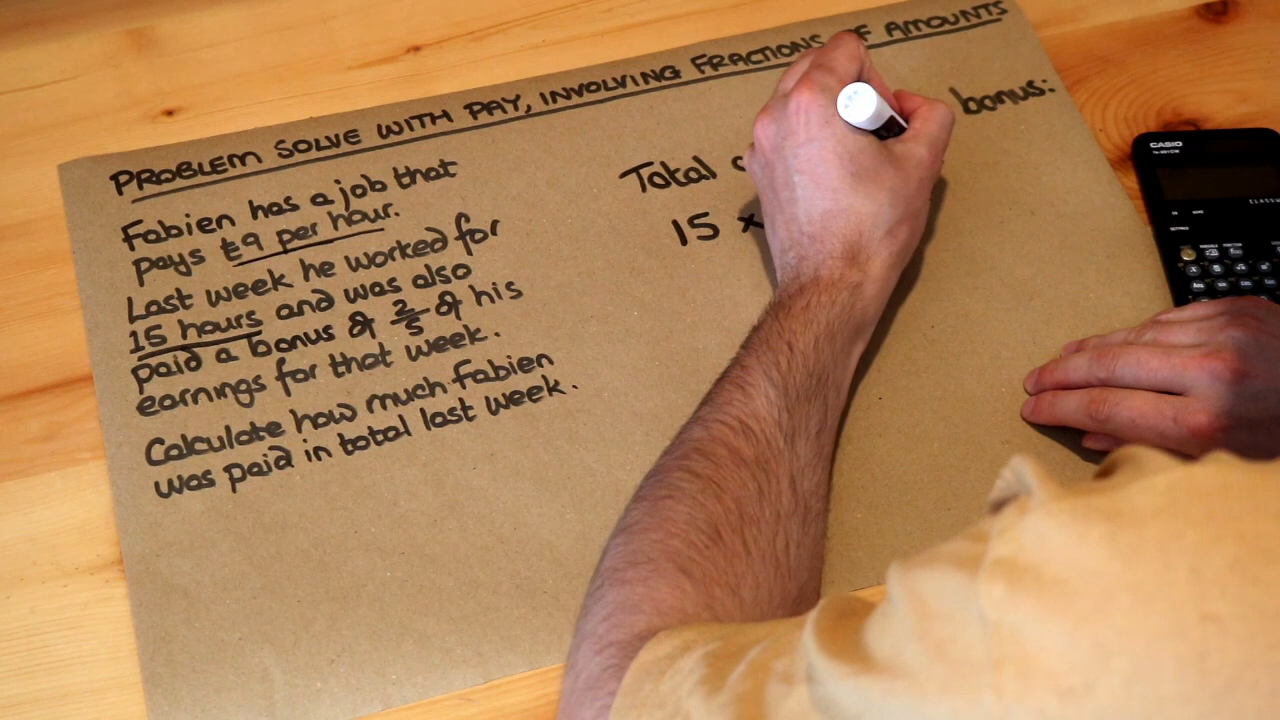 PROBLEM SOLVE WITH PAY, INVOLVING FRACTIONS OF AMOUNTS
Fabien has a job that
pays £9 per hour.
Last week he worked for
15 hours and was also
paid a bonus of 2/5 of his
earnings for that week.
Calculate how much Fabien
was paid in total last week.
Total
bonus:
15 ×
CASIO